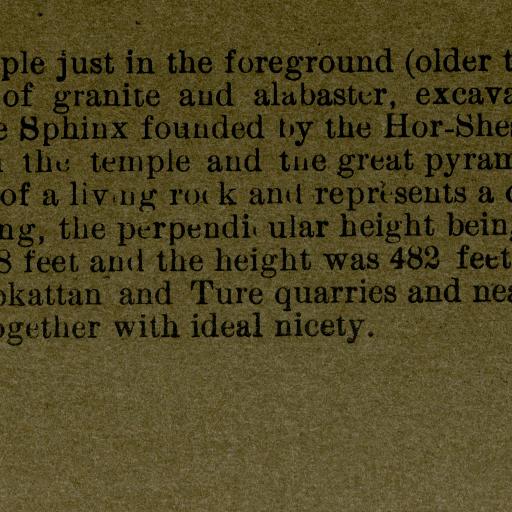 ple just in the foreground (older t
of granite and alabaster, excava
e Sphinx founded by the Hor-She
the temple and the great pyram
of a living rock and represents a
ng, the perpendicular height being
8 feet and the height was 482 feet
okattan and Ture quarries and nea
ogether with ideal nicety.